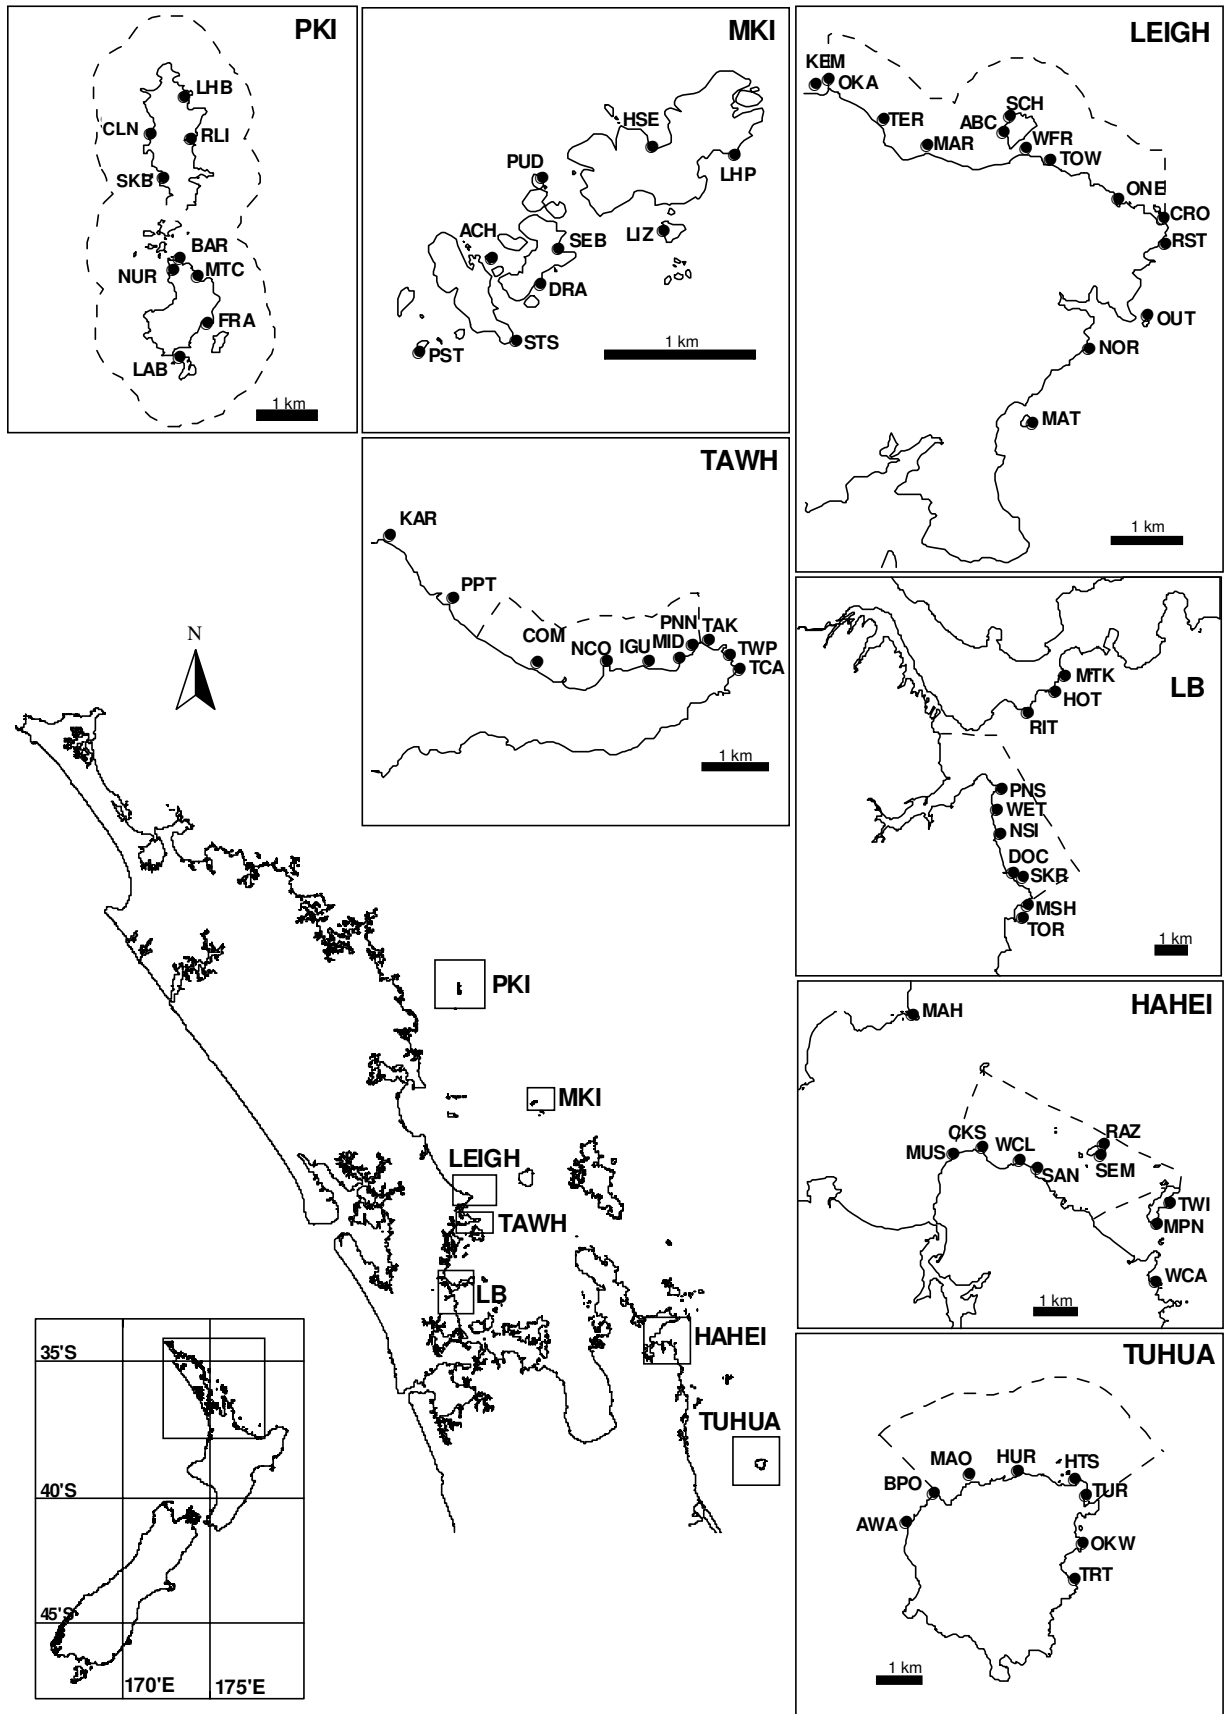 PKI
LHB
CLN
RLI
SKB
BAR
NUR
MTC
FRA
LAB
1 km
MKI
HSE
LHP
PUD
LIZ
ACH
SEB
DRA
STS
PST
1 km
LEIGH
KEM
OKA
TER
SCH
ABC
MAR
WFR
TOW
ONE
CRO
RST
OUT
NOR
MAT
1 km
TAWH
KAR
PPT
COM
NCO
IGU
PNN
MID
TAK
TWP
TCA
1 km
LB
MTK
HOT
RIT
PNS
WET
NSI
DOC
SKR
MSH
TOR
1 km
HAHEI
MAH
CKS
MUS
WCL
SAN
RAZ
SEM
TWI
MPN
WCA
1 km
TUHUA
MAO
HUR
HTS
BPO
TUR
AWA
OKW
TRT
1 km
N
PKI
MKI
LEIGH
TAWH
LB
HAHEI
TUHUA
35'S
40'S
45'S
170'E
175'E